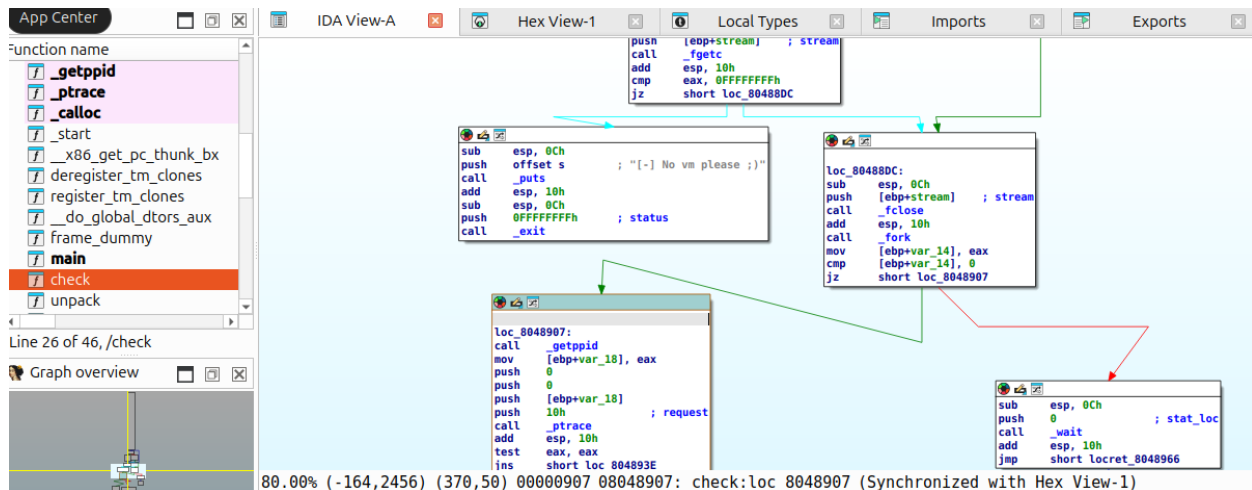 App Center
IDA View-A
Hex View-1
Local Types
Imports
Exports
Function name
_getppid
_ptrace
_calloc
_start
__x86_get_pc_thunk_bx
deregister_tm_clones
register_tm_clones
__do_global_dtors_aux
frame_dummy
main
check
unpack
Line 26 of 46, /check
Graph overview
push [ebp+stream] ; stream
call _fgetc
add esp, 10h
cmp eax, 0FFFFFFFFh
jz short loc_80488DC
sub esp, 0Ch
push offset s ; "[-] No vm please ;)"
call _puts
add esp, 10h
sub esp, 0Ch
push 0FFFFFFFFh ; status
call _exit
loc_80488DC:
sub esp, 0Ch
push [ebp+stream] ; stream
call _fclose
add esp, 10h
call _fork
mov [ebp+var_14], eax
cmp [ebp+var_14], 0
jz short loc_8048907
loc_8048907:
call _getppid
mov [ebp+var_18], eax
push 0
push 0
push [ebp+var_18]
push 10h ; request
call _ptrace
add esp, 10h
test eax, eax
jns short loc_804893E
sub esp, 0Ch
push 0 ; stat_loc
call _wait
add esp, 10h
jmp short locret_8048966
80.00% (-164,2456) (370,50) 00000907 08048907: check:loc_8048907 (Synchronized with Hex View-1)